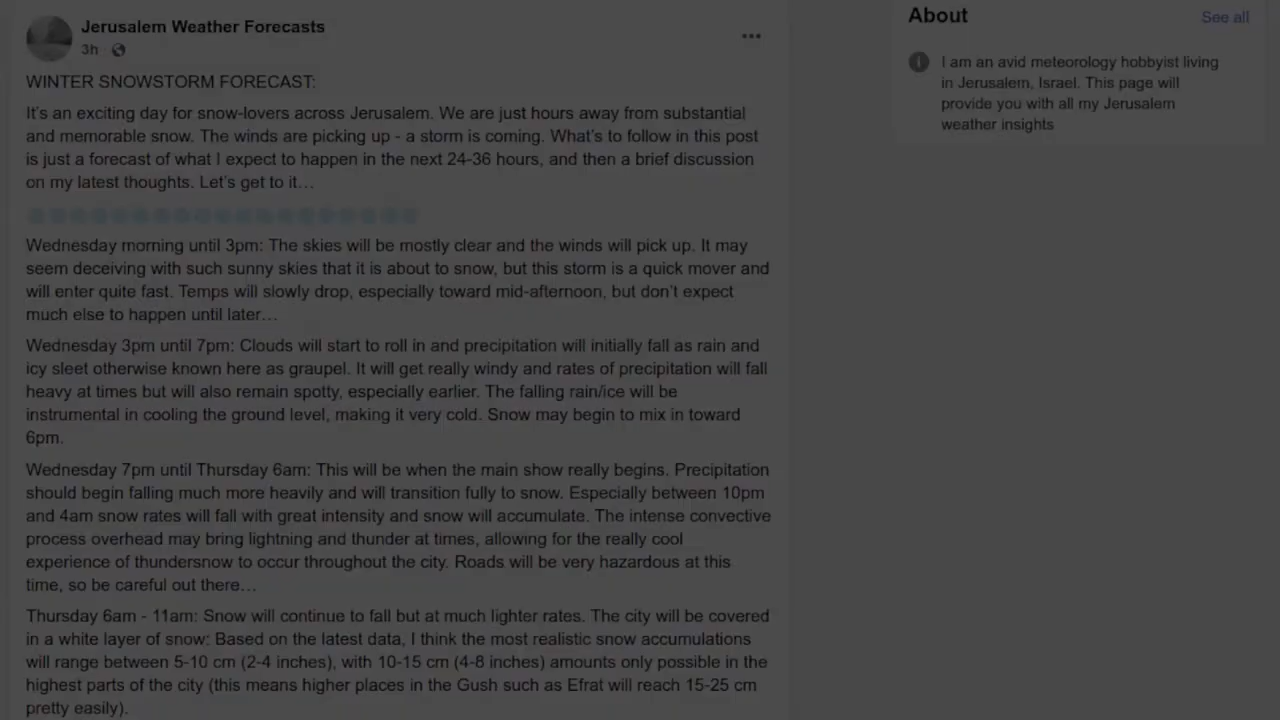 Jerusalem Weather Forecasts
3h ·
WINTER SNOWSTORM FORECAST:
It's an exciting day for snow-lovers across Jerusalem. We are just hours away from substantial
and memorable snow. The winds are picking up - a storm is coming. What's to follow in this post
is just a forecast of what I expect to happen in the next 24-36 hours, and then a brief discussion
on my latest thoughts. Let's get to it…
Wednesday morning until 3pm: The skies will be mostly clear and the winds will pick up. It may
seem deceiving with such sunny skies that it is about to snow, but this storm is a quick mover and
will enter quite fast. Temps will slowly drop, especially toward mid-afternoon, but don't expect
much else to happen until later…
Wednesday 3pm until 7pm: Clouds will start to roll in and precipitation will initially fall as rain and
icy sleet otherwise known here as graupel. It will get really windy and rates of precipitation will fall
heavy at times but will also remain spotty, especially earlier. The falling rain/ice will be
instrumental in cooling the ground level, making it very cold. Snow may begin to mix in toward
6pm.
Wednesday 7pm until Thursday 6am: This will be when the main show really begins. Precipitation
should begin falling much more heavily and will transition fully to snow. Especially between 10pm
and 4am snow rates will fall with great intensity and snow will accumulate. The intense convective
process overhead may bring lightning and thunder at times, allowing for the really cool
experience of thundersnow to occur throughout the city. Roads will be very hazardous at this
time, so be careful out there…
Thursday 6am - 11am: Snow will continue to fall but at much lighter rates. The city will be covered
in a white layer of snow: Based on the latest data, I think the most realistic snow accumulations
will range between 5-10 cm (2-4 inches), with 10-15 cm (4-8 inches) amounts only possible in the
highest parts of the city (this means higher places in the Gush such as Efrat will reach 15-25 cm
pretty easily).
About
See all
I am an avid meteorology hobbyist living
in Jerusalem, Israel. This page will
provide you with all my Jerusalem
weather insights